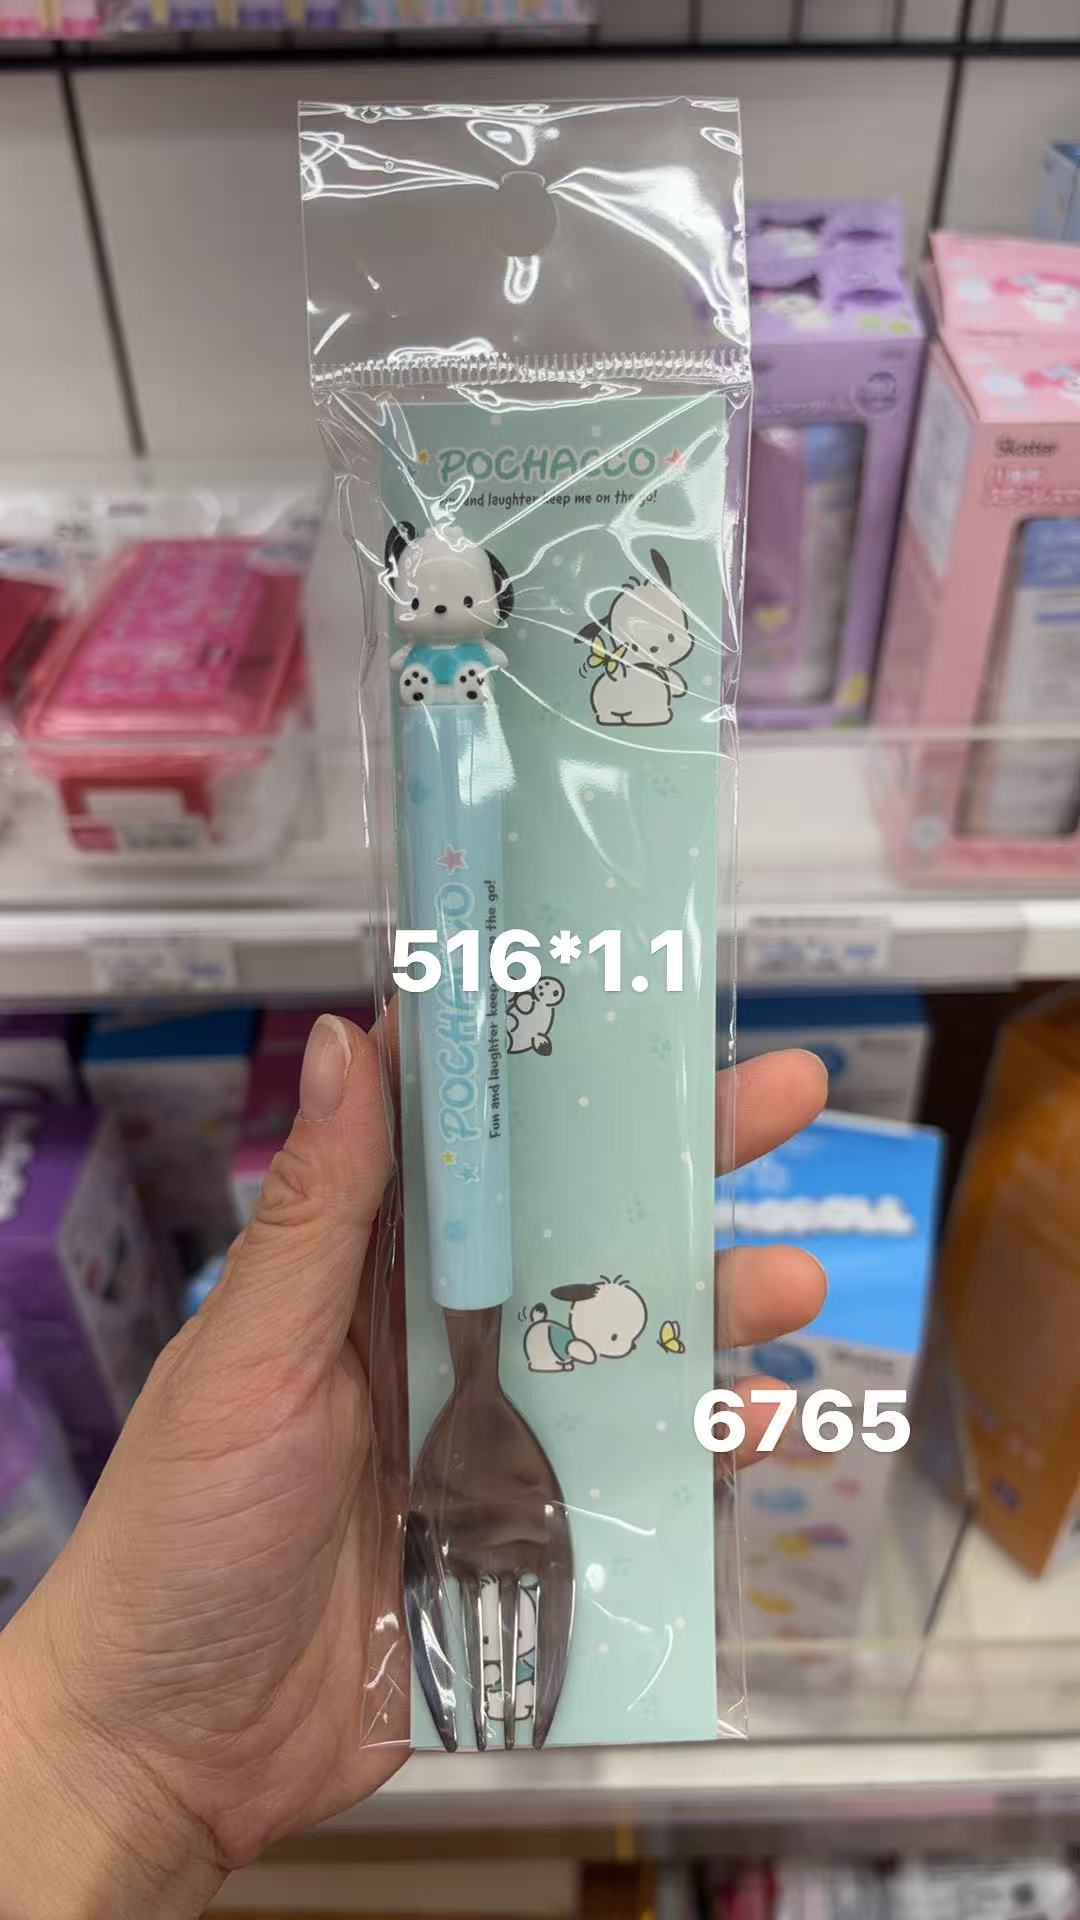 POCHACCO
Fun and laughter keep me on the go!
POCHACCO
Fun and laughter keep me on the go!
516*1.1
6765